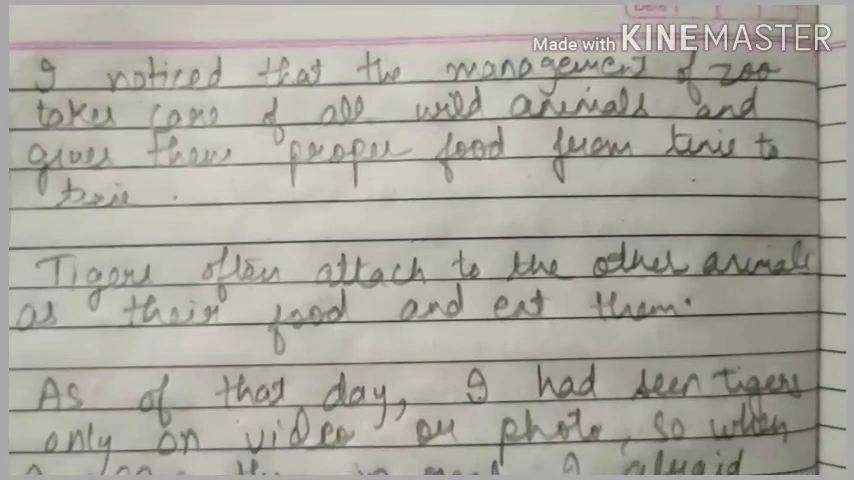 Made with KINEMASTER
I noticed that the management of zoo
takes care of all wild animals and
gives them proper food from time to
time.
Tigers often attach to the other animals
as their food and eat them.
As of that day, I had seen tigers
only on video or photo, so when
I afraid